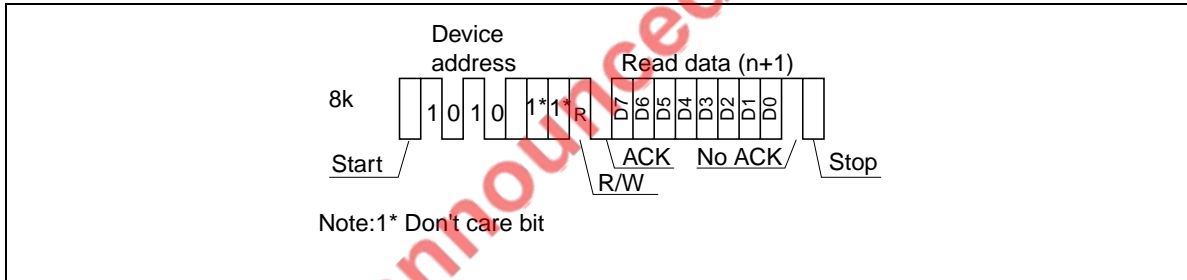 Device
address
Read data (n+1)
8k
1 0 1 0 1* 1* R D7 D6 D5 D4 D3 D2 D1 D0
Start
ACK
No ACK
Stop
R/W
Note:1* Don't care bit
nnounced